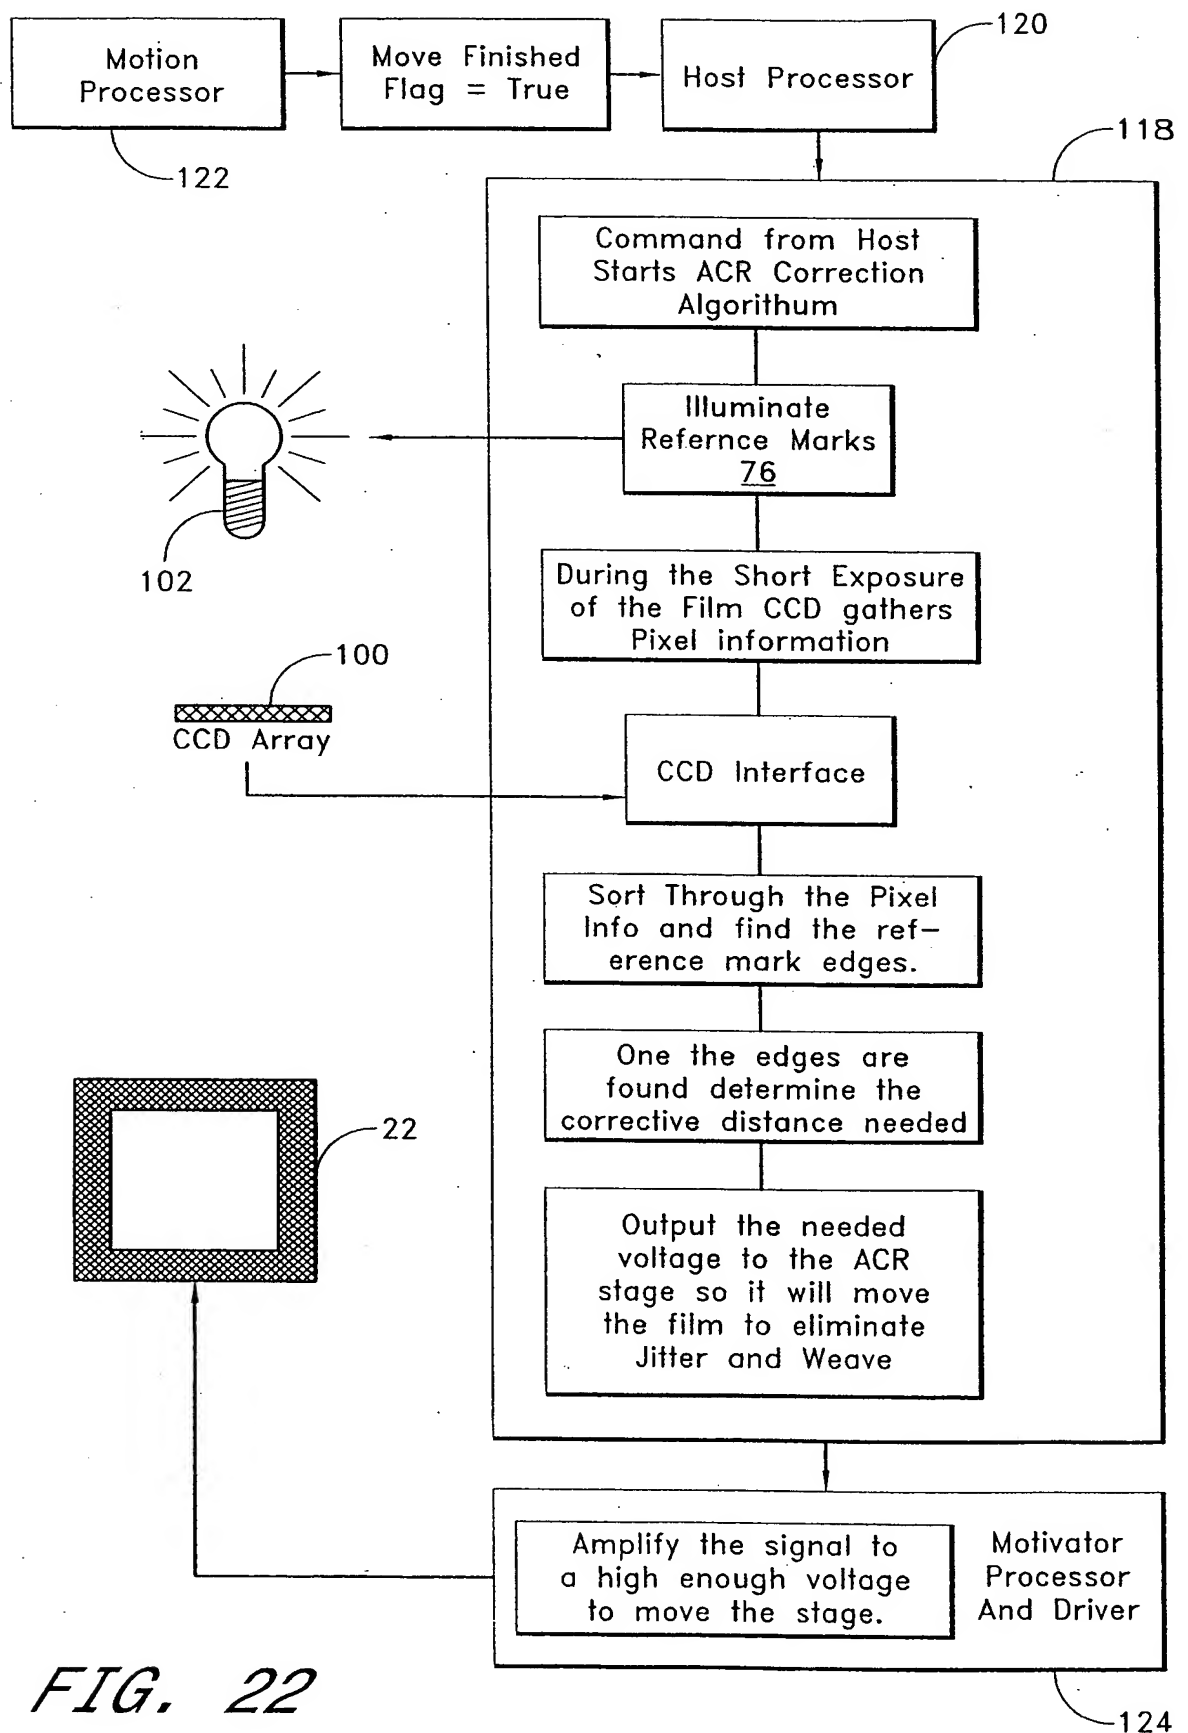 Motion
Processor
Move Finished
Flag = True
Host Processor
120
122
118
Command from Host
Starts ACR Correction
Algorithum
Illuminate
Refernce Marks
76
102
During the Short Exposure
of the Film CCD gathers
Pixel information
100
CCD Array
CCD Interface
Sort Through the Pixel
Info and find the ref-
erence mark edges.
One the edges are
found determine the
corrective distance needed
22
Output the needed
voltage to the ACR
stage so it will move
the film to eliminate
Jitter and Weave
Amplify the signal to
a high enough voltage
to move the stage.
Motivator
Processor
And Driver
124
FIG. 22